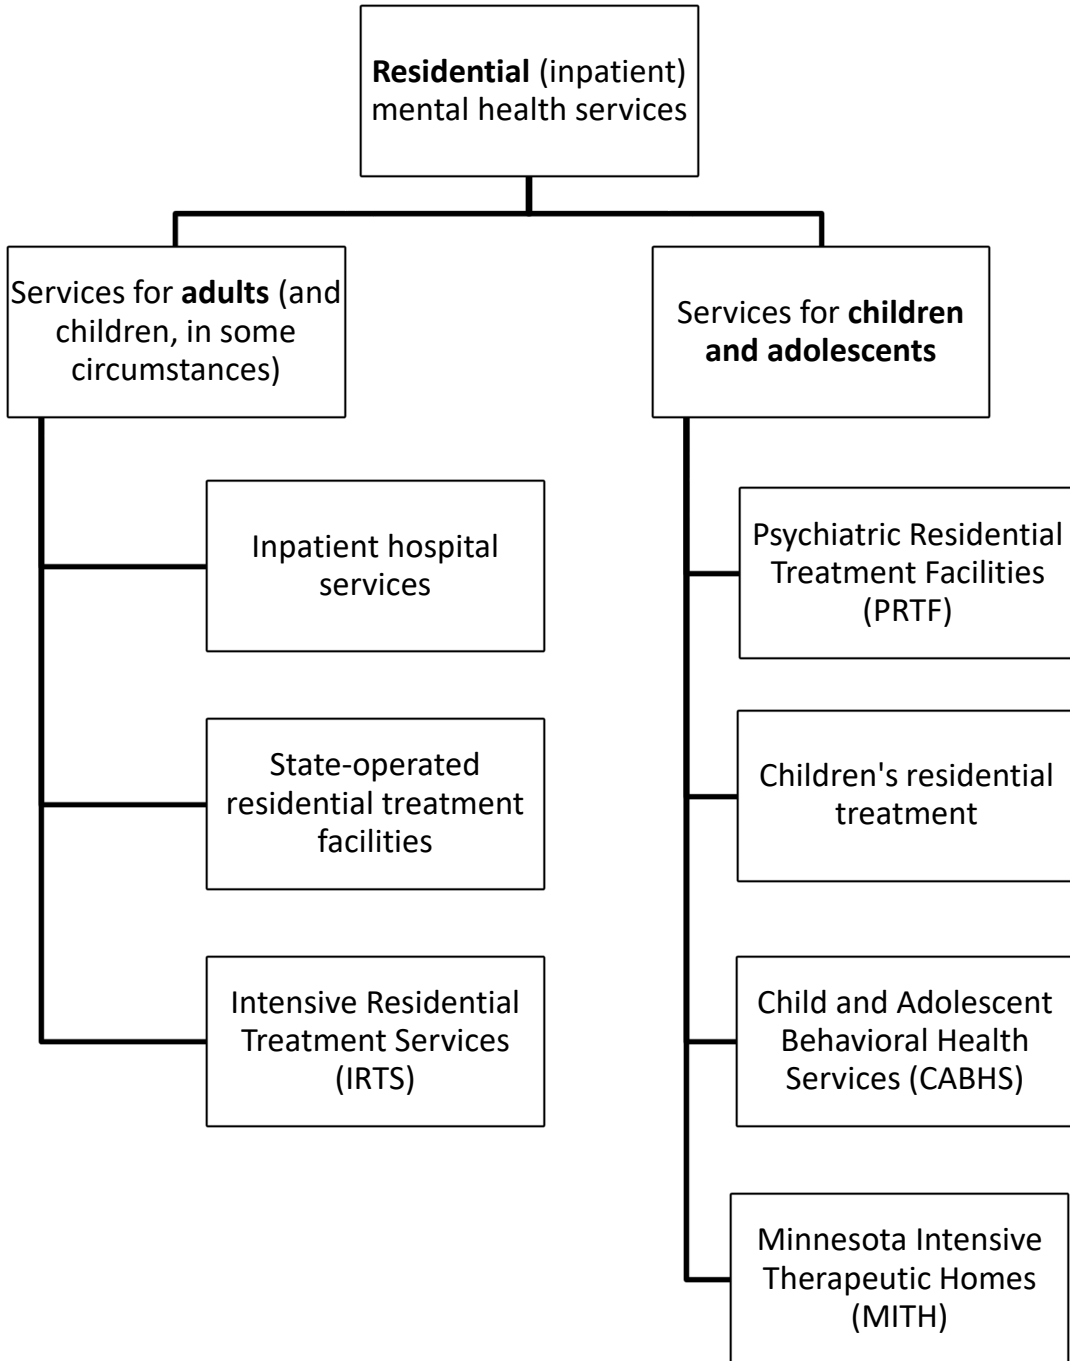 Residential (inpatient)
mental health services
Services for adults (and
children, in some
circumstances)
Services for children
and adolescents
Inpatient hospital
services
State-operated
residential treatment
facilities
Intensive Residential
Treatment Services
(IRTS)
Psychiatric Residential
Treatment Facilities
(PRTF)
Children's residential
treatment
Child and Adolescent
Behavioral Health
Services (CABHS)
Minnesota Intensive
Therapeutic Homes
(MITH)